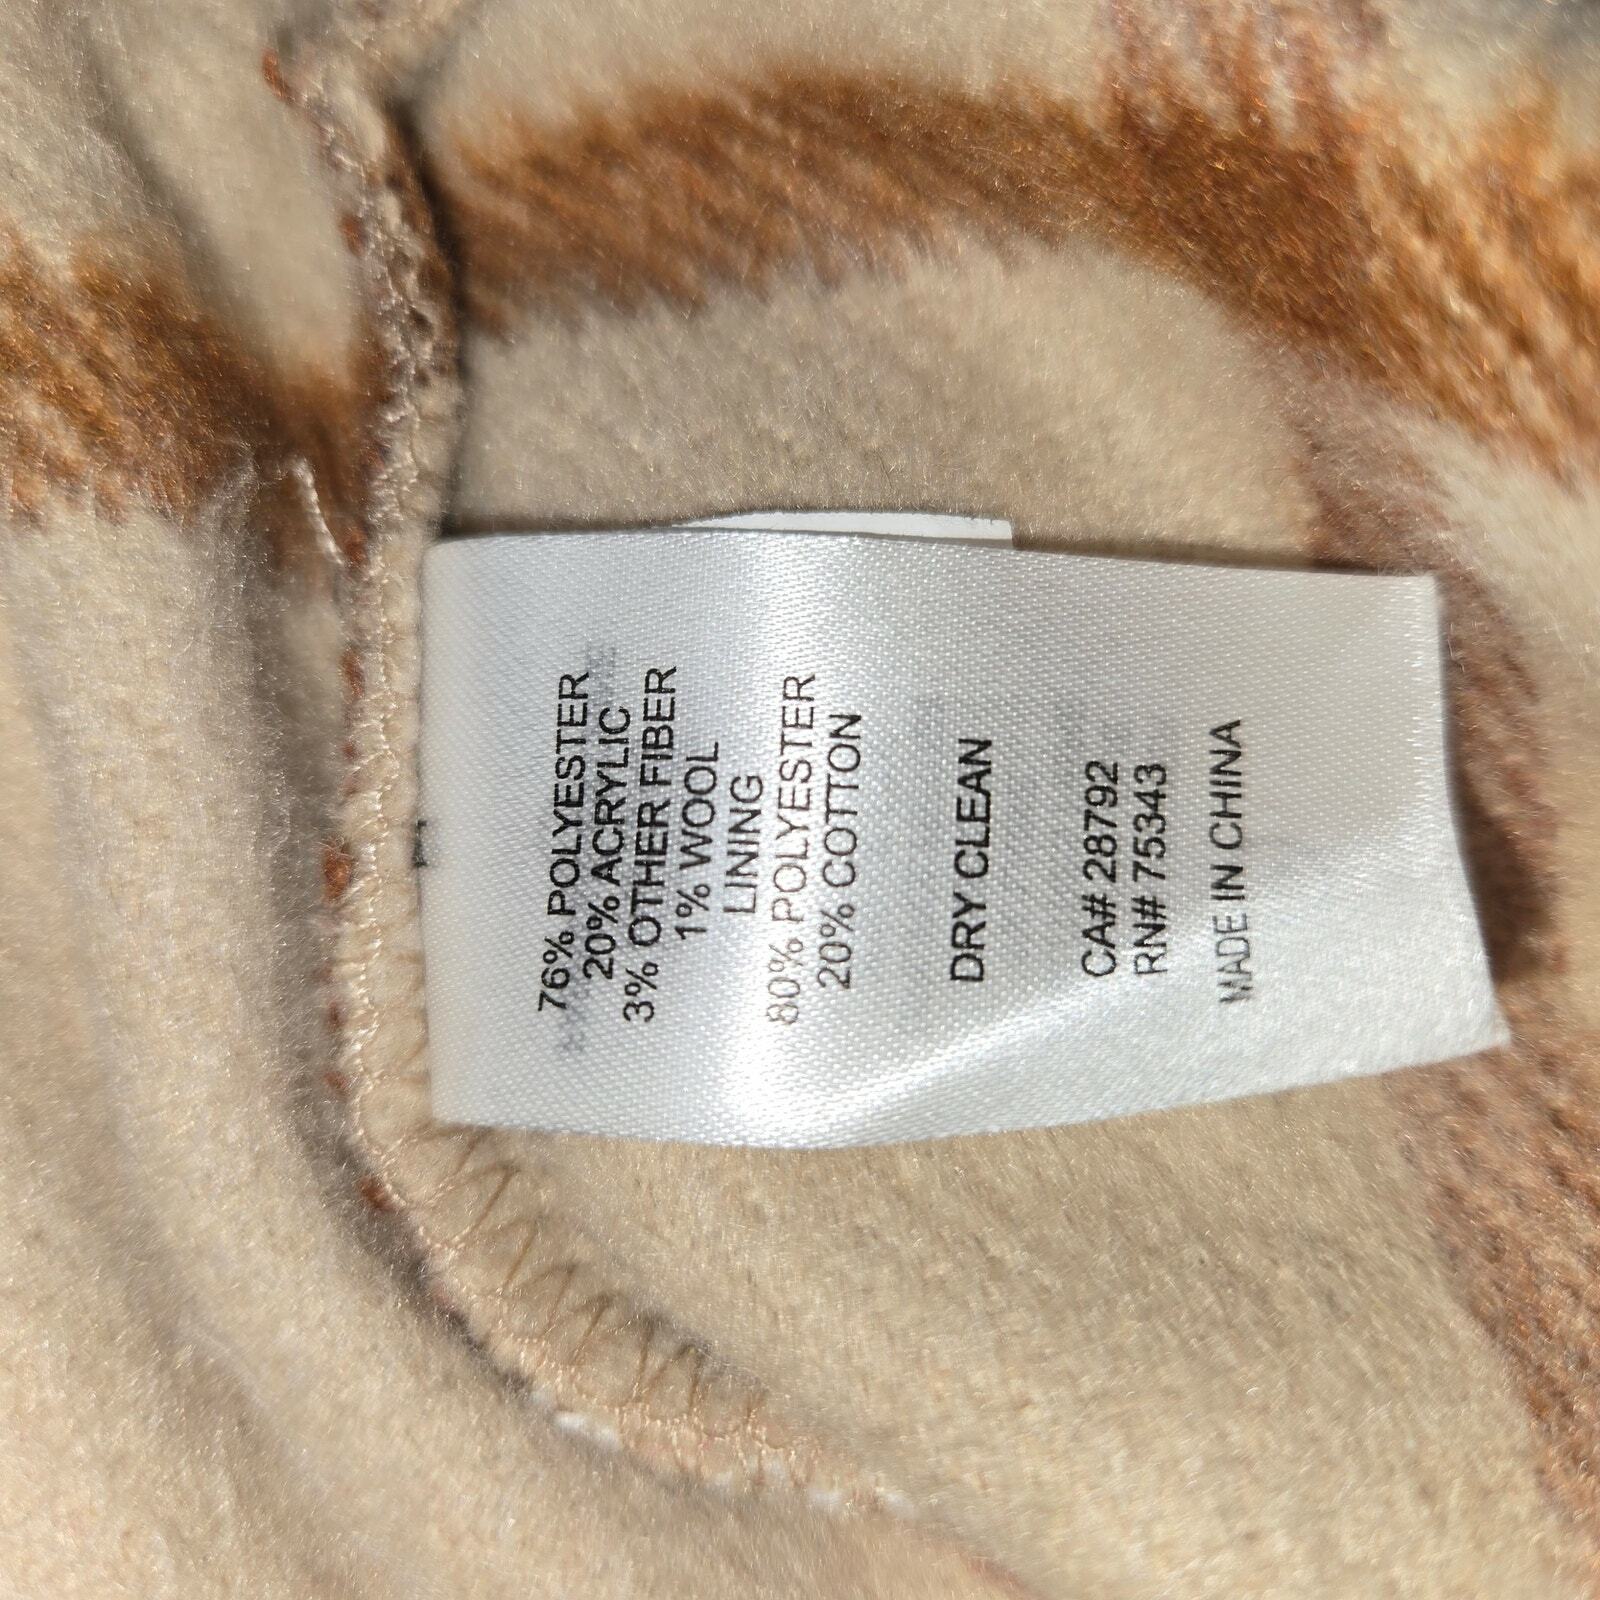 76% POLYESTER
20% ACRYLIC
3% OTHER FIBER
1% WOOL
LINING
80% POLYESTER
20% COTTON
DRY CLEAN
CA# 28792
RN# 75343
MADE IN CHINA